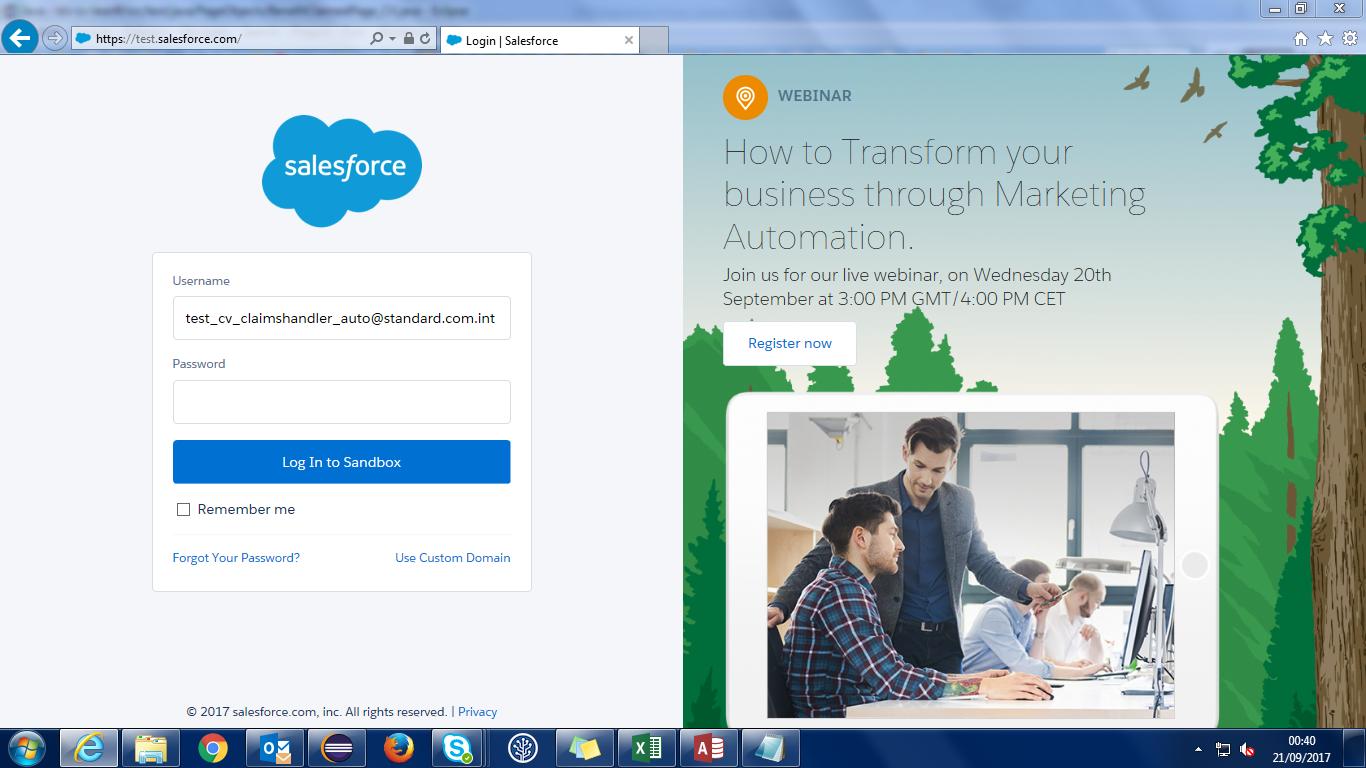 https://test.salesforce.com/
Login | Salesforce
salesforce
Username
test_cv_claimshandler_auto@standard.com.int
Password
Log In to Sandbox
Remember me
Forgot Your Password?
Use Custom Domain
© 2017 salesforce.com, inc. All rights reserved. | Privacy
WEBINAR
How to Transform your
business through Marketing
Automation.
Join us for our live webinar, on Wednesday 20th
September at 3:00 PM GMT/4:00 PM CET
Register now
00:40
21/09/2017